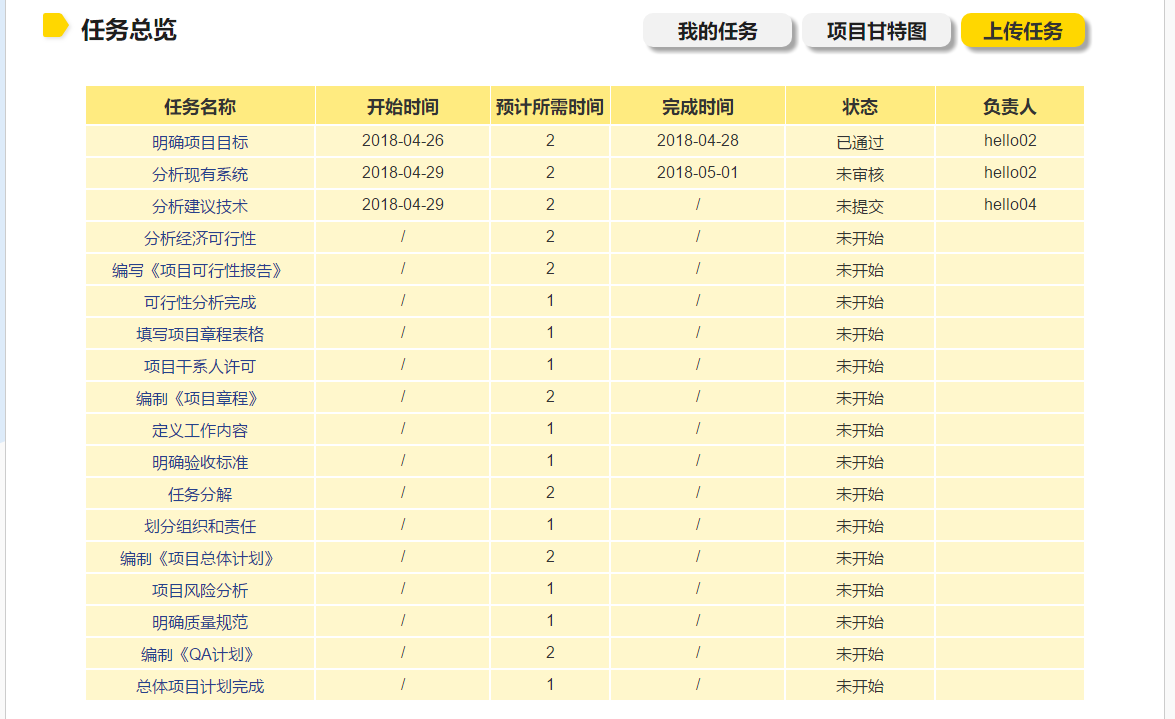 任务总览
我的任务 项目甘特图 上传任务
任务名称 开始时间 预计所需时间 完成时间 状态 负责人
明确项目目标 2018-04-26 2 2018-04-28 已通过 hello02
分析现有系统 2018-04-29 2 2018-05-01 未审核 hello02
分析建议技术 2018-04-29 2 / 未提交 hello04
分析经济可行性 / 2 / 未开始
编写《项目可行性报告》 / 2 / 未开始
可行性分析完成 / 1 / 未开始
填写项目章程表格 / 1 / 未开始
项目干系人许可 / 1 / 未开始
编制《项目章程》 / 2 / 未开始
定义工作内容 / 1 / 未开始
明确验收标准 / 1 / 未开始
任务分解 / 2 / 未开始
划分组织和责任 / 1 / 未开始
编制《项目总体计划》 / 2 / 未开始
项目风险分析 / 1 / 未开始
明确质量规范 / 1 / 未开始
编制《QA计划》 / 2 / 未开始
总体项目计划完成 / 1 / 未开始